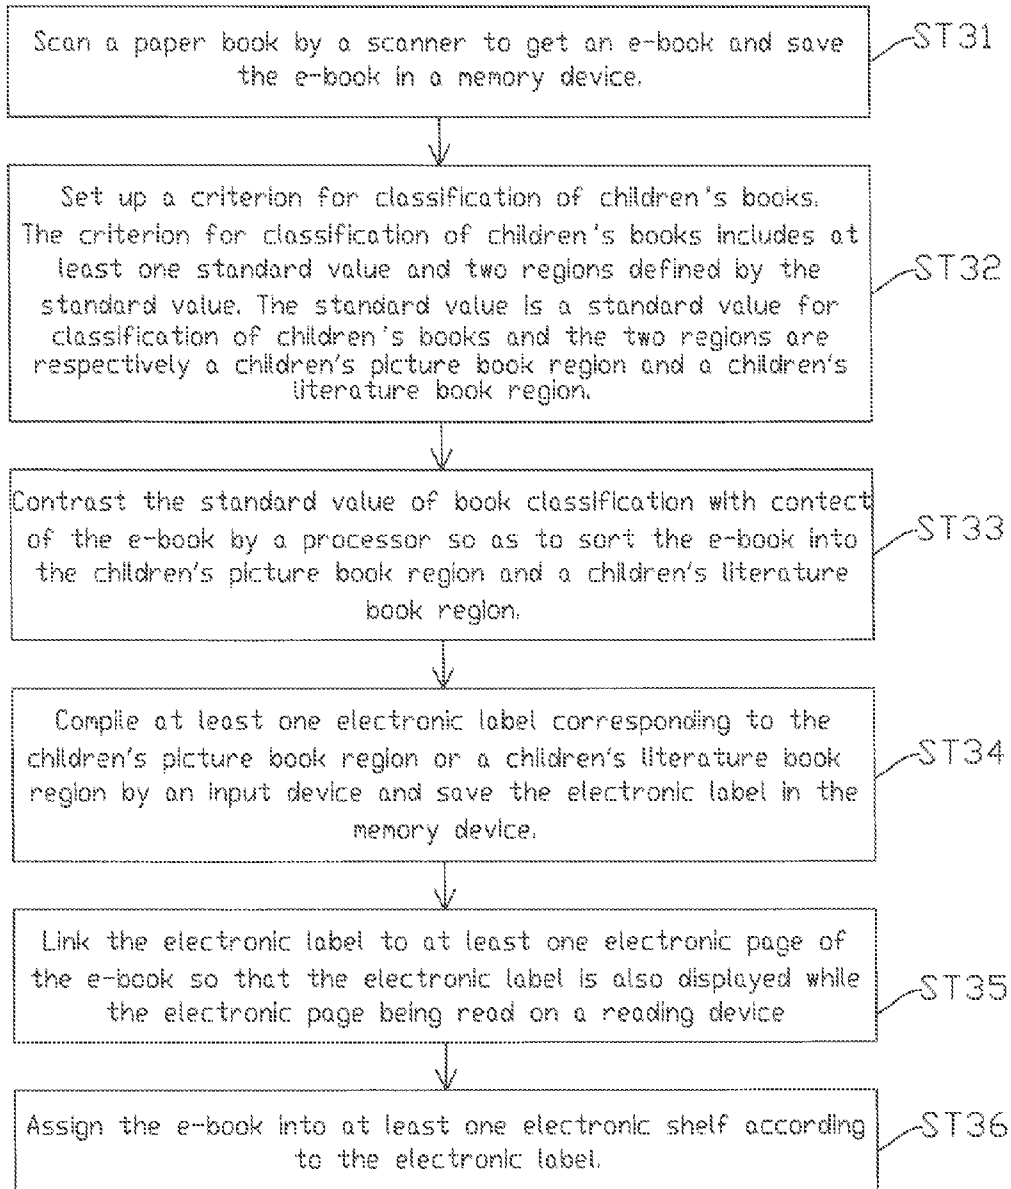 Scan a paper book by a scanner to get an e-book and save
the e-book in a memory device.
ST31
Set up a criterion for classification of children's books.
The criterion for classification of children's books includes at
least one standard value and two regions defined by the
standard value. The standard value is a standard value for
classification of children's books and the two regions are
respectively a children's picture book region and a children's
literature book region.
ST32
Contrast the standard value of book classification with contect
of the e-book by a processor so as to sort the e-book into
the children's picture book region and a children's literature
book region.
ST33
Compile at least one electronic label corresponding to the
children's picture book region or a children's literature book
region by an input device and save the electronic label in the
memory device.
ST34
Link the electronic label to at least one electronic page of
the e-book so that the electronic label is also displayed while
the electronic page being read on a reading device
ST35
Assign the e-book into at least one electronic shelf according
to the electronic label.
ST36